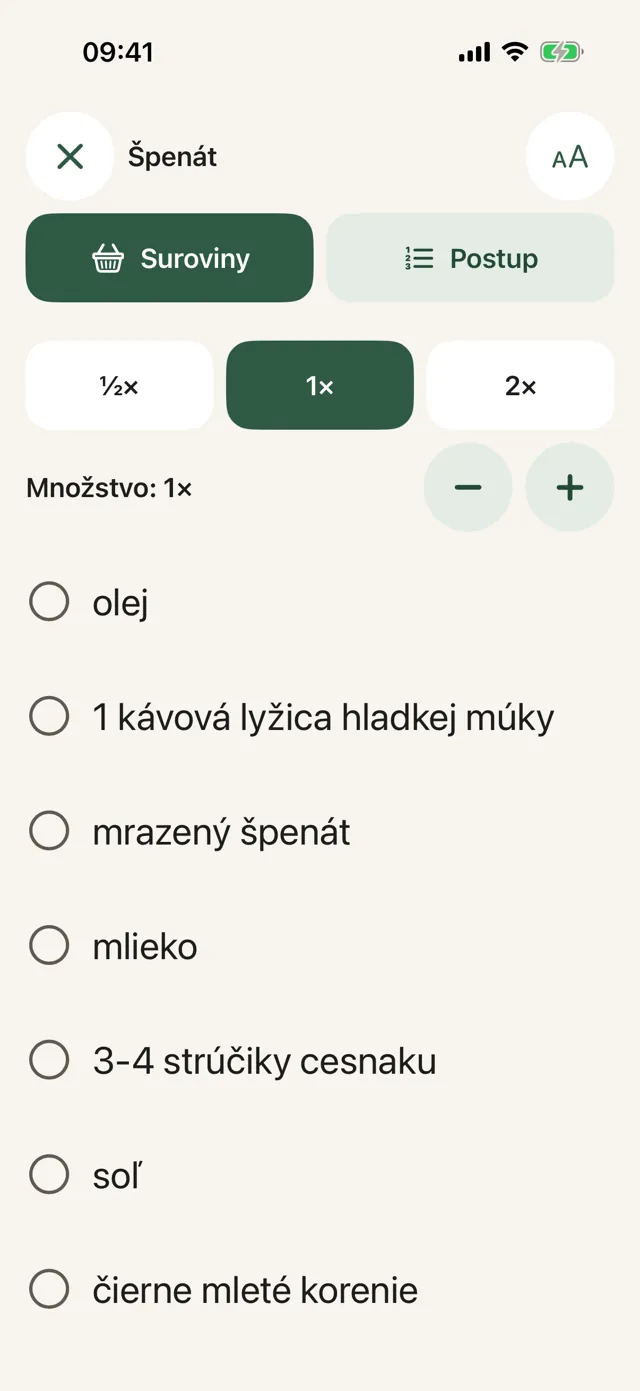 09:41
Špenát
AA
Suroviny
Postup
½×
1×
2×
Množstvo: 1×
olej
1 kávová lyžica hladkej múky
mrazený špenát
mlieko
3-4 strúčiky cesnaku
soľ
čierne mleté korenie